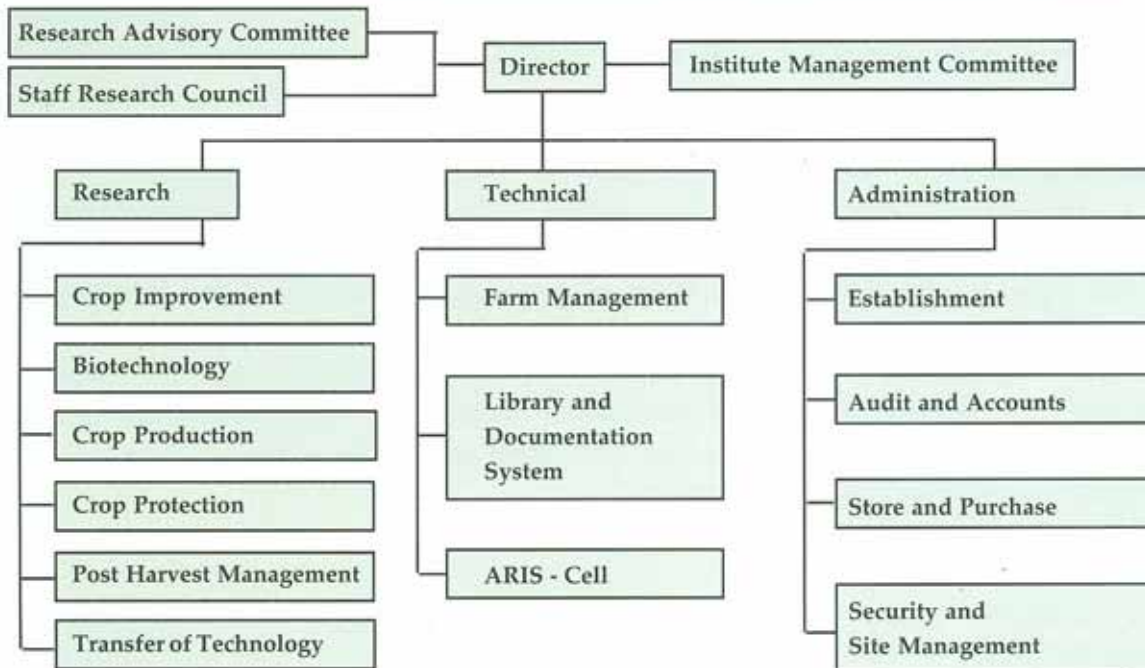 Research Advisory Committee
Staff Research Council
Director
Institute Management Committee
Research
Crop Improvement
Biotechnology
Crop Production
Crop Protection
Post Harvest Management
Transfer of Technology
Technical
Farm Management
Library and
Documentation
System
ARIS - Cell
Administration
Establishment
Audit and Accounts
Store and Purchase
Security and
Site Management